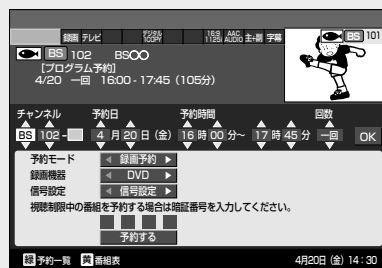 録画 テレビ デジタル 1COPY 16:9 1125i AAC AUDIO 主+副 字幕
BS 101
BS 102 BS〇〇
[プログラム予約]
4/20 一回 16:00 - 17:45 (105分)
チャンネル 予約日 予約時間 回数
BS 102 - 4 月 20 日 (金) 16 時 00 分~ 17 時 45 分 一回 OK
予約モード 録画予約
録画機器 DVD
信号設定 信号設定
視聴制限中の番組を予約する場合は暗証番号を入力してください。
予約する
緑 予約一覧 黄 番組表 4月20日 (金) 14:30